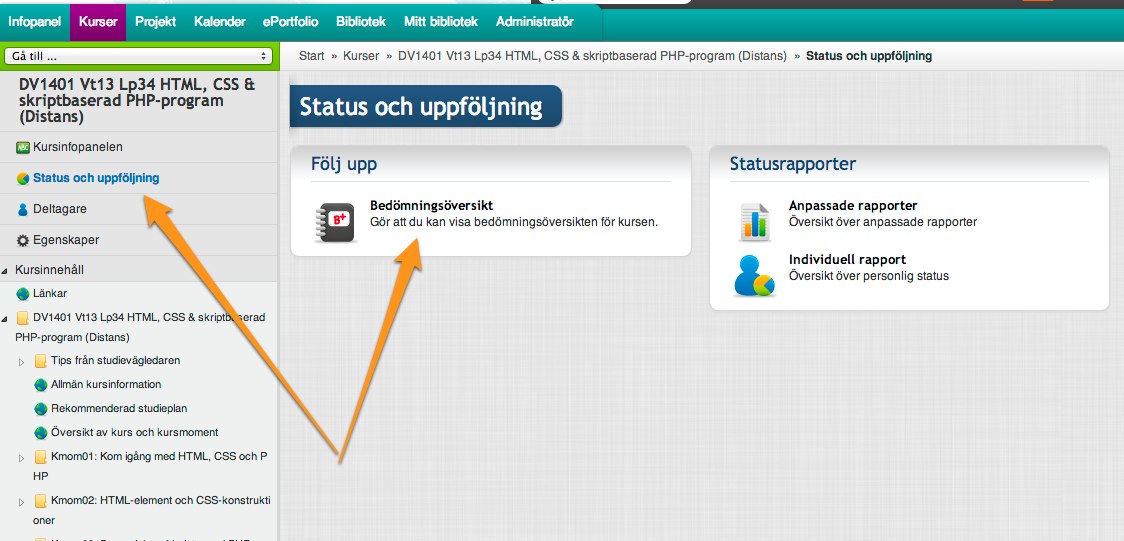 Infopanel Kurser Projekt Kalender ePortfolio Bibliotek Mitt bibliotek Administratör
Gå till ...
Start » Kurser » DV1401 Vt13 Lp34 HTML, CSS & skriptbaserad PHP-program (Distans) » Status och uppföljning
DV1401 Vt13 Lp34 HTML, CSS &
skriptbaserad PHP-program
(Distans)
Kursinfopanelen
Status och uppföljning
Deltagare
Egenskaper
Kursinnehåll
Länkar
DV1401 Vt13 Lp34 HTML, CSS & skriptbaserad
PHP-program (Distans)
Tips från studievägledaren
Allmän kursinformation
Rekommenderad studieplan
Översikt av kurs och kursmoment
Kmom01: Kom igång med HTML, CSS och P
HP
Kmom02: HTML-element och CSS-konstrukti
oner
Status och uppföljning
Följ upp
B+
Bedömningsöversikt
Gör att du kan visa bedömningsöversikten för kursen.
Statusrapporter
Anpassade rapporter
Översikt över anpassade rapporter
Individuell rapport
Översikt över personlig status